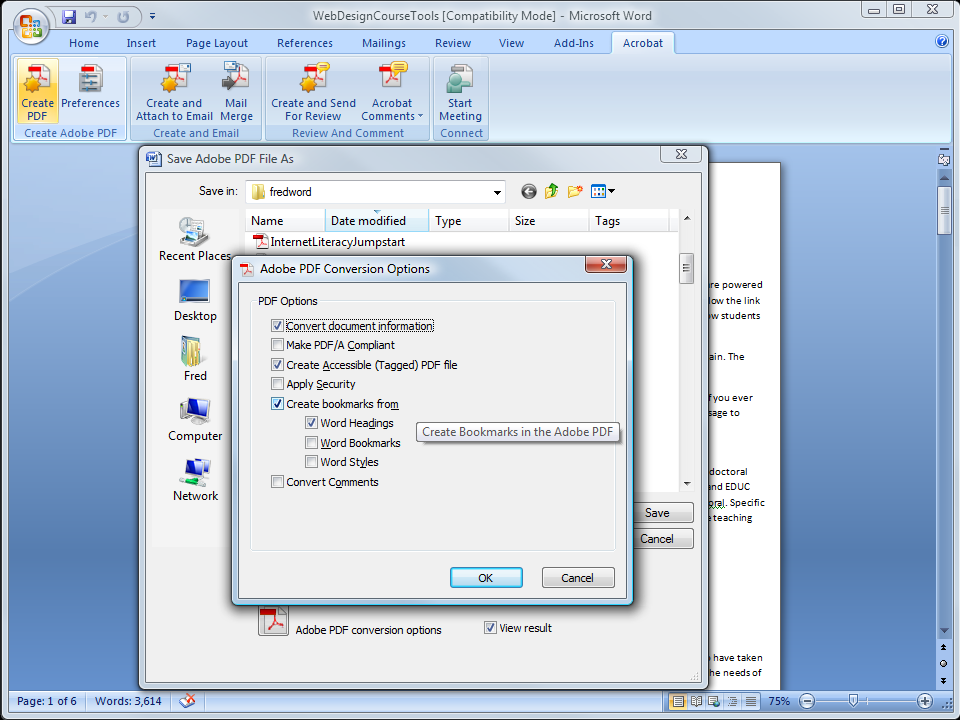 WebDesignCourseTools [Compatibility Mode] - Microsoft Word
Home Insert Page Layout References Mailings Review View Add-Ins Acrobat
Create PDF Preferences Create and Attach to Email Mail Merge Create and Send For Review Acrobat Comments Start Meeting
Create Adobe PDF Create and Email Review And Comment Connect
Save Adobe PDF File As
Save in: fredword
Name Date modified Type Size Tags
InternetLiteracyJumpstart
Recent Places
Desktop
Fred
Computer
Network
Adobe PDF Conversion Options
PDF Options
Convert document information
Make PDF/A Compliant
Create Accessible (Tagged) PDF file
Apply Security
Create bookmarks from
Word Headings
Create Bookmarks in the Adobe PDF
Word Bookmarks
Word Styles
Convert Comments
OK Cancel
Save
Cancel
Adobe PDF conversion options View result
are powered
the link
students
The
you ever
to
doctoral
and EDUC
Specific
teaching
have taken
the needs of
Page: 1 of 6 Words: 3,614 75%